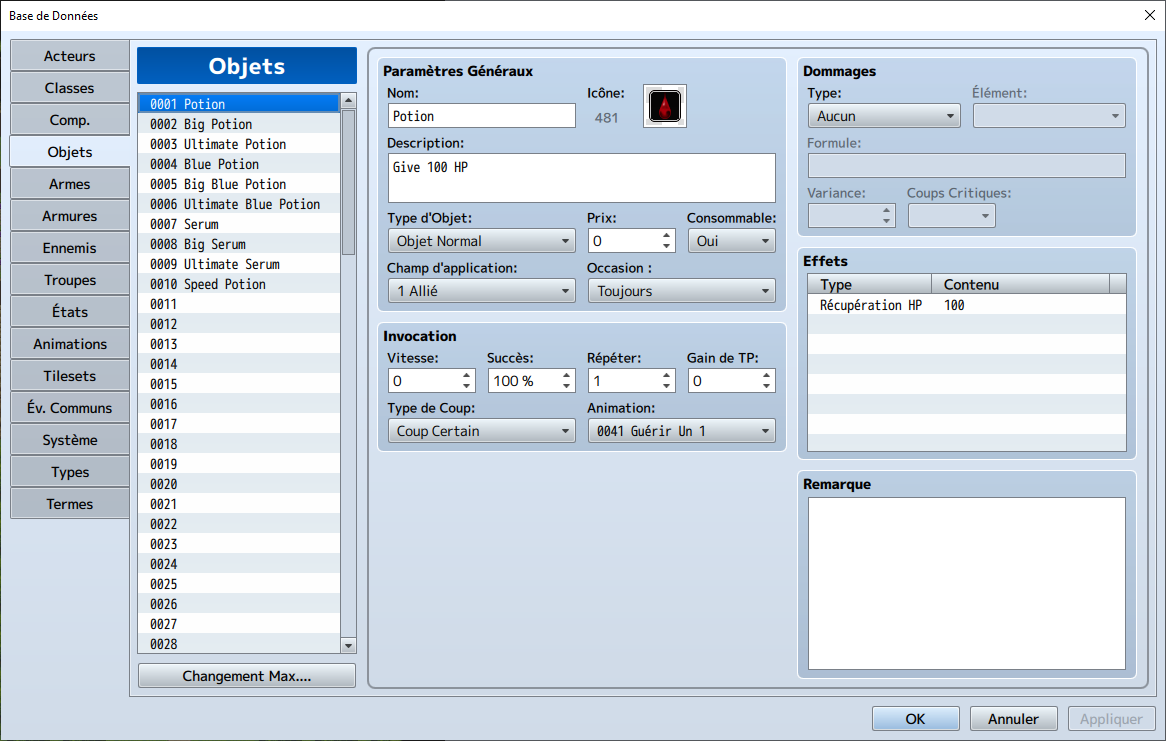 Base de Données
Acteurs
Classes
Comp.
Objets
Armes
Armures
Ennemis
Troupes
États
Animations
Tilesets
Év. Communs
Système
Types
Termes
Objets
0001 Potion
0002 Big Potion
0003 Ultimate Potion
0004 Blue Potion
0005 Big Blue Potion
0006 Ultimate Blue Potion
0007 Serum
0008 Big Serum
0009 Ultimate Serum
0010 Speed Potion
0011
0012
0013
0014
0015
0016
0017
0018
0019
0020
0021
0022
0023
0024
0025
0026
0027
0028
Changement Max....
Paramètres Généraux
Nom: Icône:
Potion 481
Description:
Give 100 HP
Type d'Objet: Prix: Consommable:
Objet Normal 0 Oui
Champ d'application: Occasion :
1 Allié Toujours
Invocation
Vitesse: Succès: Répéter: Gain de TP:
0 100 % 1 0
Type de Coup: Animation:
Coup Certain 0041 Guérir Un 1
Dommages
Type: Élément:
Aucun
Formule:
Variance: Coups Critiques:
Effets
Type Contenu
Récupération HP 100
Remarque
OK Annuler Appliquer